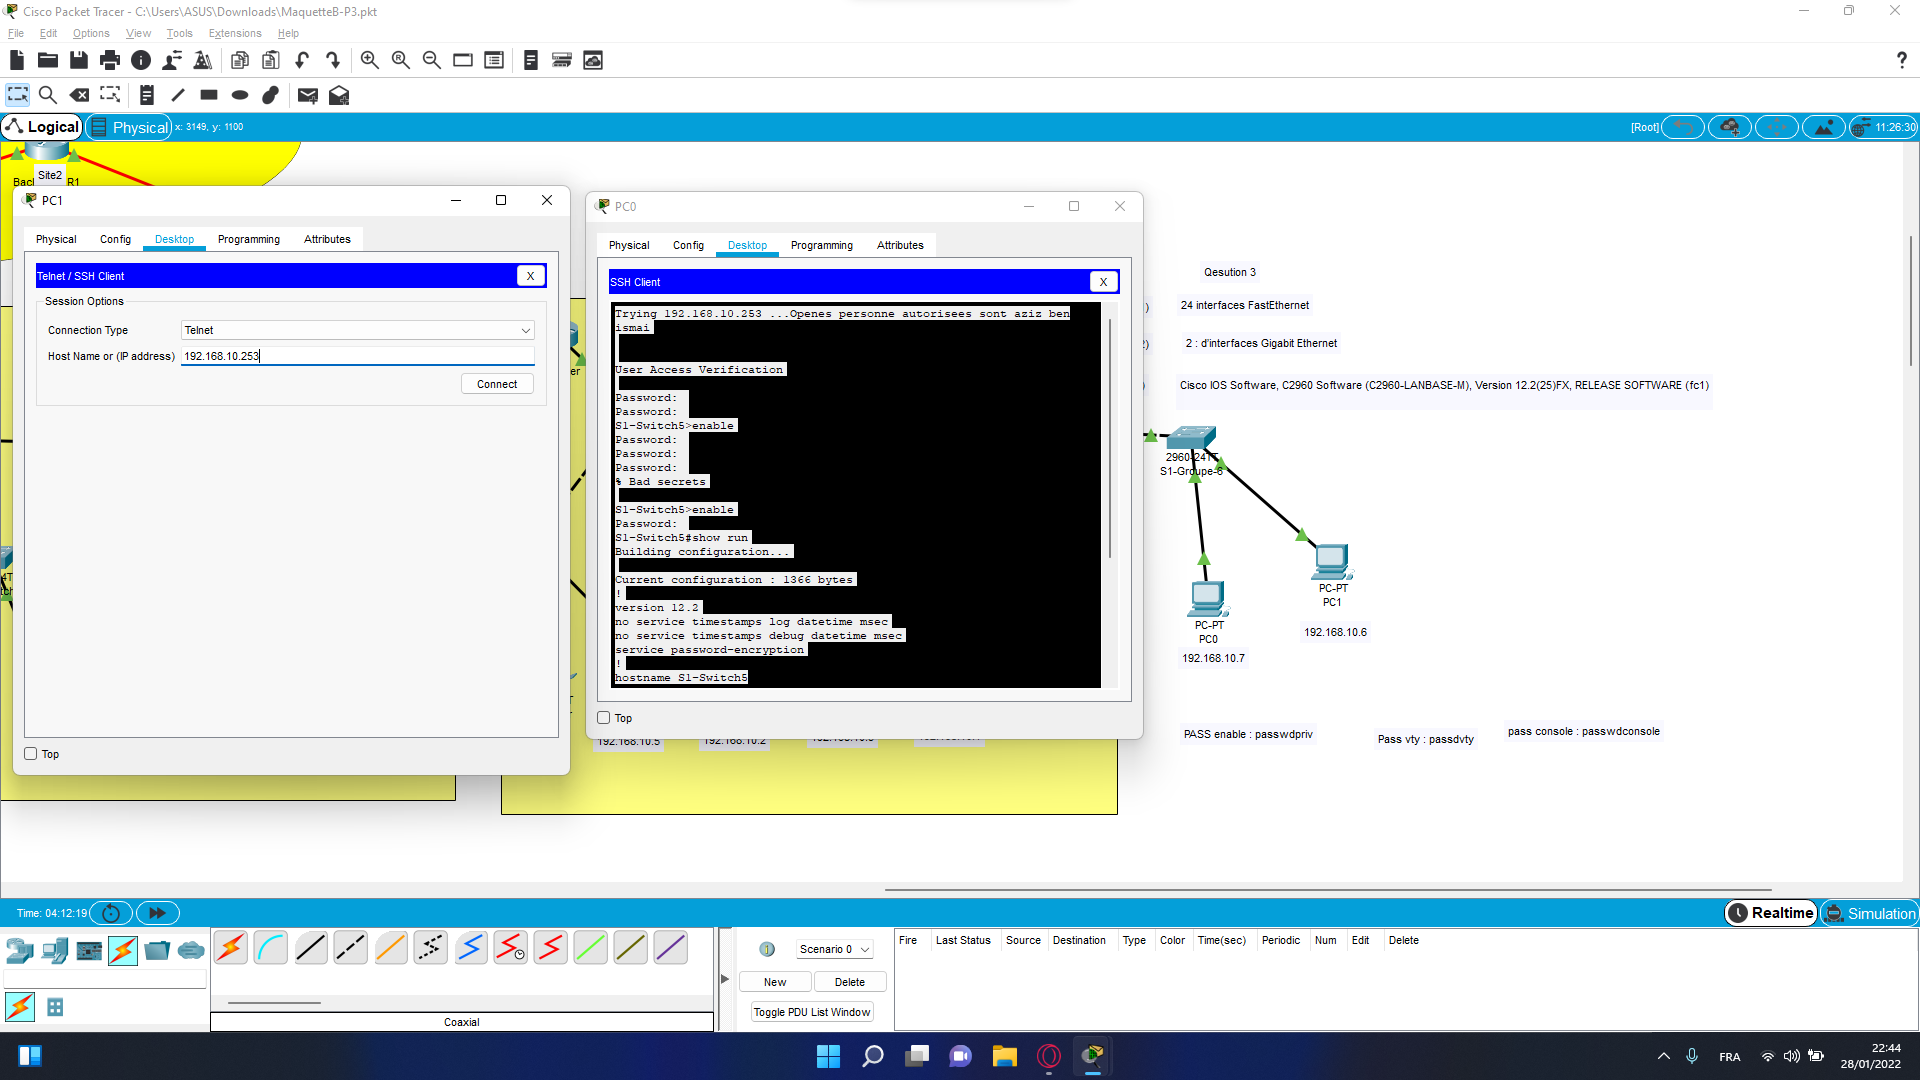 Cisco Packet Tracer - C:\Users\ASUS\Downloads\MaquetteB-P3.pkt
File Edit Options View Tools Extensions Help
Logical Physical x: 3149, y: 1100 [Root] 11:26:30
Site2
R1
PC1
Physical Config Desktop Programming Attributes
Telnet / SSH Client X
Session Options
Connection Type Telnet
Host Name or (IP address) 192.168.10.253
Connect
Top
PC0
Physical Config Desktop Programming Attributes
SSH Client X
Trying 192.168.10.253 ...Openes personne autorisees sont aziz ben
ismai
User Access Verification
Password:
Password:
S1-Switch5>enable
Password:
Password:
Password:
% Bad secrets
S1-Switch5>enable
Password:
S1-Switch5#show run
Building configuration...
Current configuration : 1366 bytes
!
version 12.2
no service timestamps log datetime msec
no service timestamps debug datetime msec
service password-encryption
!
hostname S1-Switch5
Top
192.168.10.5 192.168.10.2
Qesution 3
24 interfaces FastEthernet
2 : d'interfaces Gigabit Ethernet
Cisco IOS Software, C2960 Software (C2960-LANBASE-M), Version 12.2(25)FX, RELEASE SOFTWARE (fc1)
2960-24TT
S1-Groupe-6
PC-PT
PC1
192.168.10.6
PC-PT
PC0
192.168.10.7
PASS enable : passwdpriv
Pass vty : passdvty
pass console : passwdconsole
Time: 04:12:19 Realtime Simulation
Scenario 0
New Delete
Toggle PDU List Window
Fire Last Status Source Destination Type Color Time(sec) Periodic Num Edit Delete
Coaxial
FRA
22:44
28/01/2022